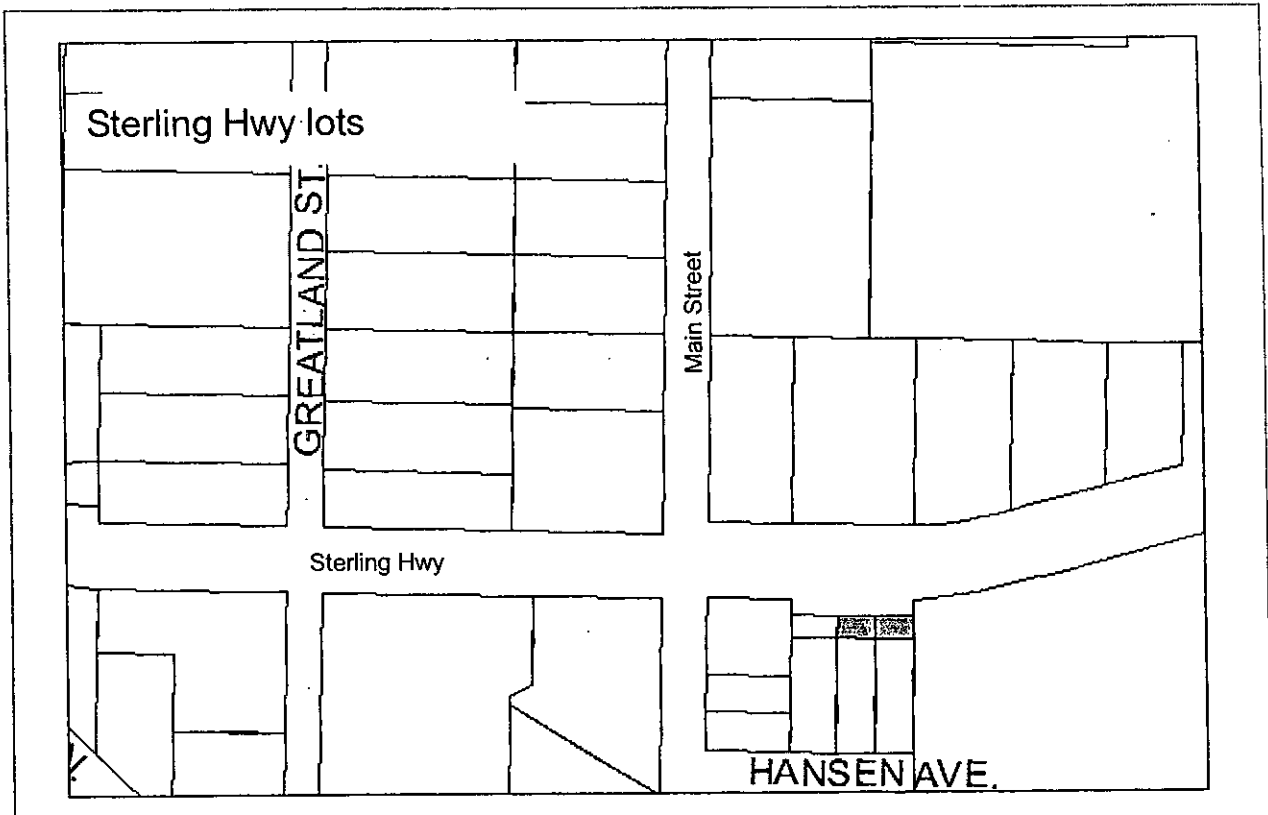 Sterling Hwy lots
GREATLAND ST.
Main Street
Sterling Hwy
HANSEN AVE.